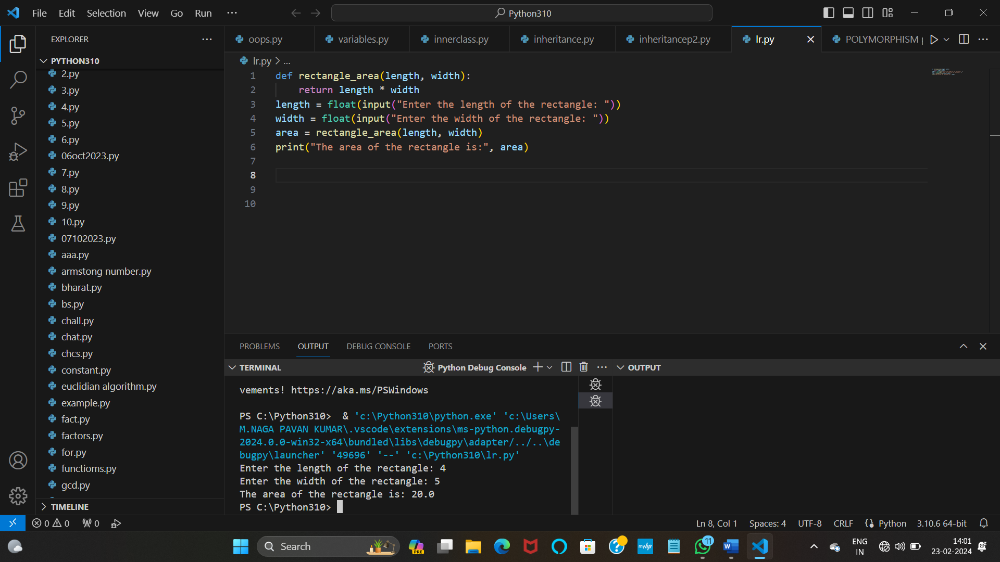 File Edit Selection View Go Run ...
Python310
EXPLORER ...
PYTHON310
2.py
3.py
4.py
5.py
6.py
06oct2023.py
7.py
8.py
9.py
10.py
07102023.py
aaa.py
armstong number.py
bharat.py
bs.py
chall.py
chat.py
chcs.py
constant.py
euclidian algorithm.py
example.py
fact.py
factors.py
for.py
functioms.py
gcd.py
TIMELINE
oops.py variables.py innerclass.py inheritance.py inheritancep2.py lr.py POLYMORPHISM
lr.py > ...
1 def rectangle_area(length, width):
2 return length * width
3 length = float(input("Enter the length of the rectangle: "))
4 width = float(input("Enter the width of the rectangle: "))
5 area = rectangle_area(length, width)
6 print("The area of the rectangle is:", area)
7
8
9
10
PROBLEMS OUTPUT DEBUG CONSOLE PORTS
TERMINAL Python Debug Console OUTPUT
vements! https://aka.ms/PSWindows
PS C:\Python310>  & 'c:\Python310\python.exe' 'c:\Users\
M.NAGA PAVAN KUMAR\.vscode\extensions\ms-python.debugpy-
2024.0.0-win32-x64\bundled\libs\debugpy\adapter/../..\de
bugpy\launcher' '49696' '--' 'c:\Python310\lr.py'
Enter the length of the rectangle: 4
Enter the width of the rectangle: 5
The area of the rectangle is: 20.0
PS C:\Python310>
0 0 0 Ln 8, Col 1 Spaces: 4 UTF-8 CRLF Python 3.10.6 64-bit
Search PRE myhp 11 W
ENG
IN
14:01
23-02-2024